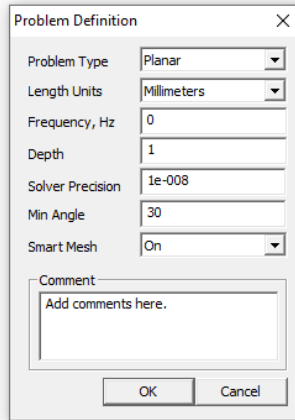 Problem Definition
Problem Type Planar
Length Units Millimeters
Frequency, Hz 0
Depth 1
Solver Precision 1e-008
Min Angle 30
Smart Mesh On
Comment
Add comments here.
OK Cancel